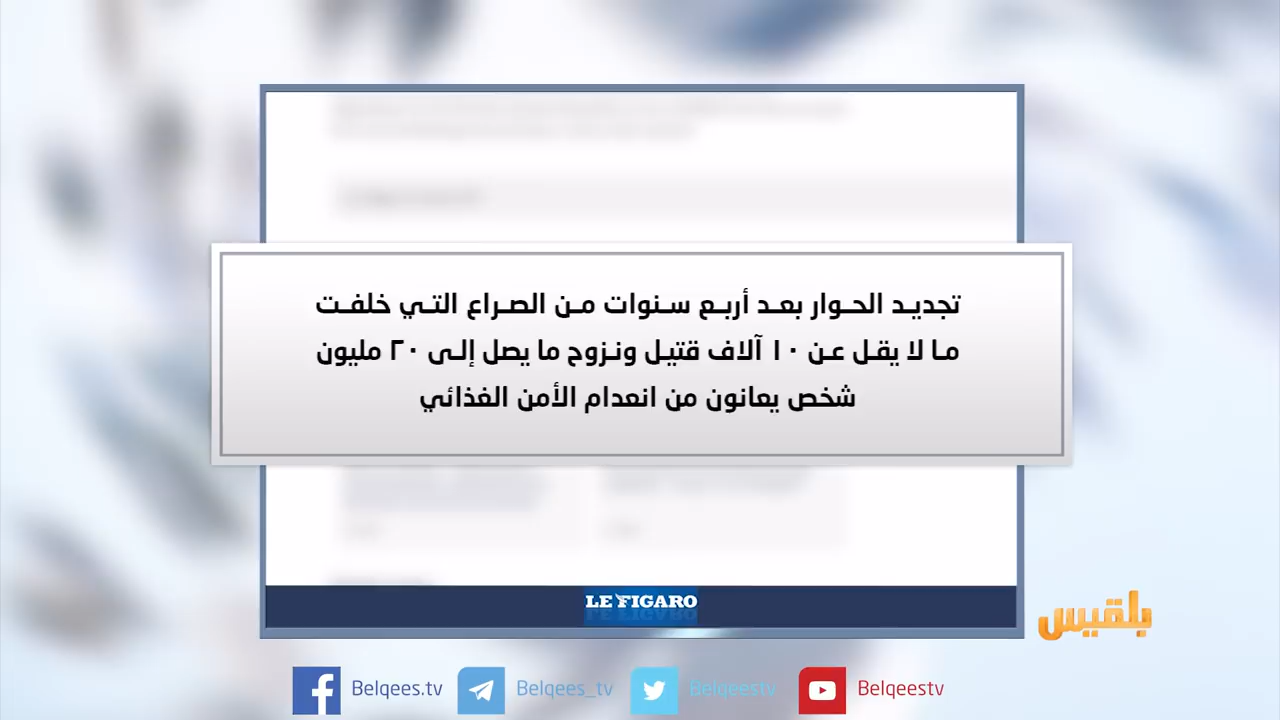 تجديد الحوار بعد أربع سنوات من الصراع التي خلفت
ما لا يقل عن ١٠ آلاف قتيل ونزوح ما يصل إلى ٢٠ مليون
شخص يعانون من انعدام الأمن الغذائي
LE FIGARO
بلقيس
Belqees.tv Belqees_tv Belqeestv Belqeestv